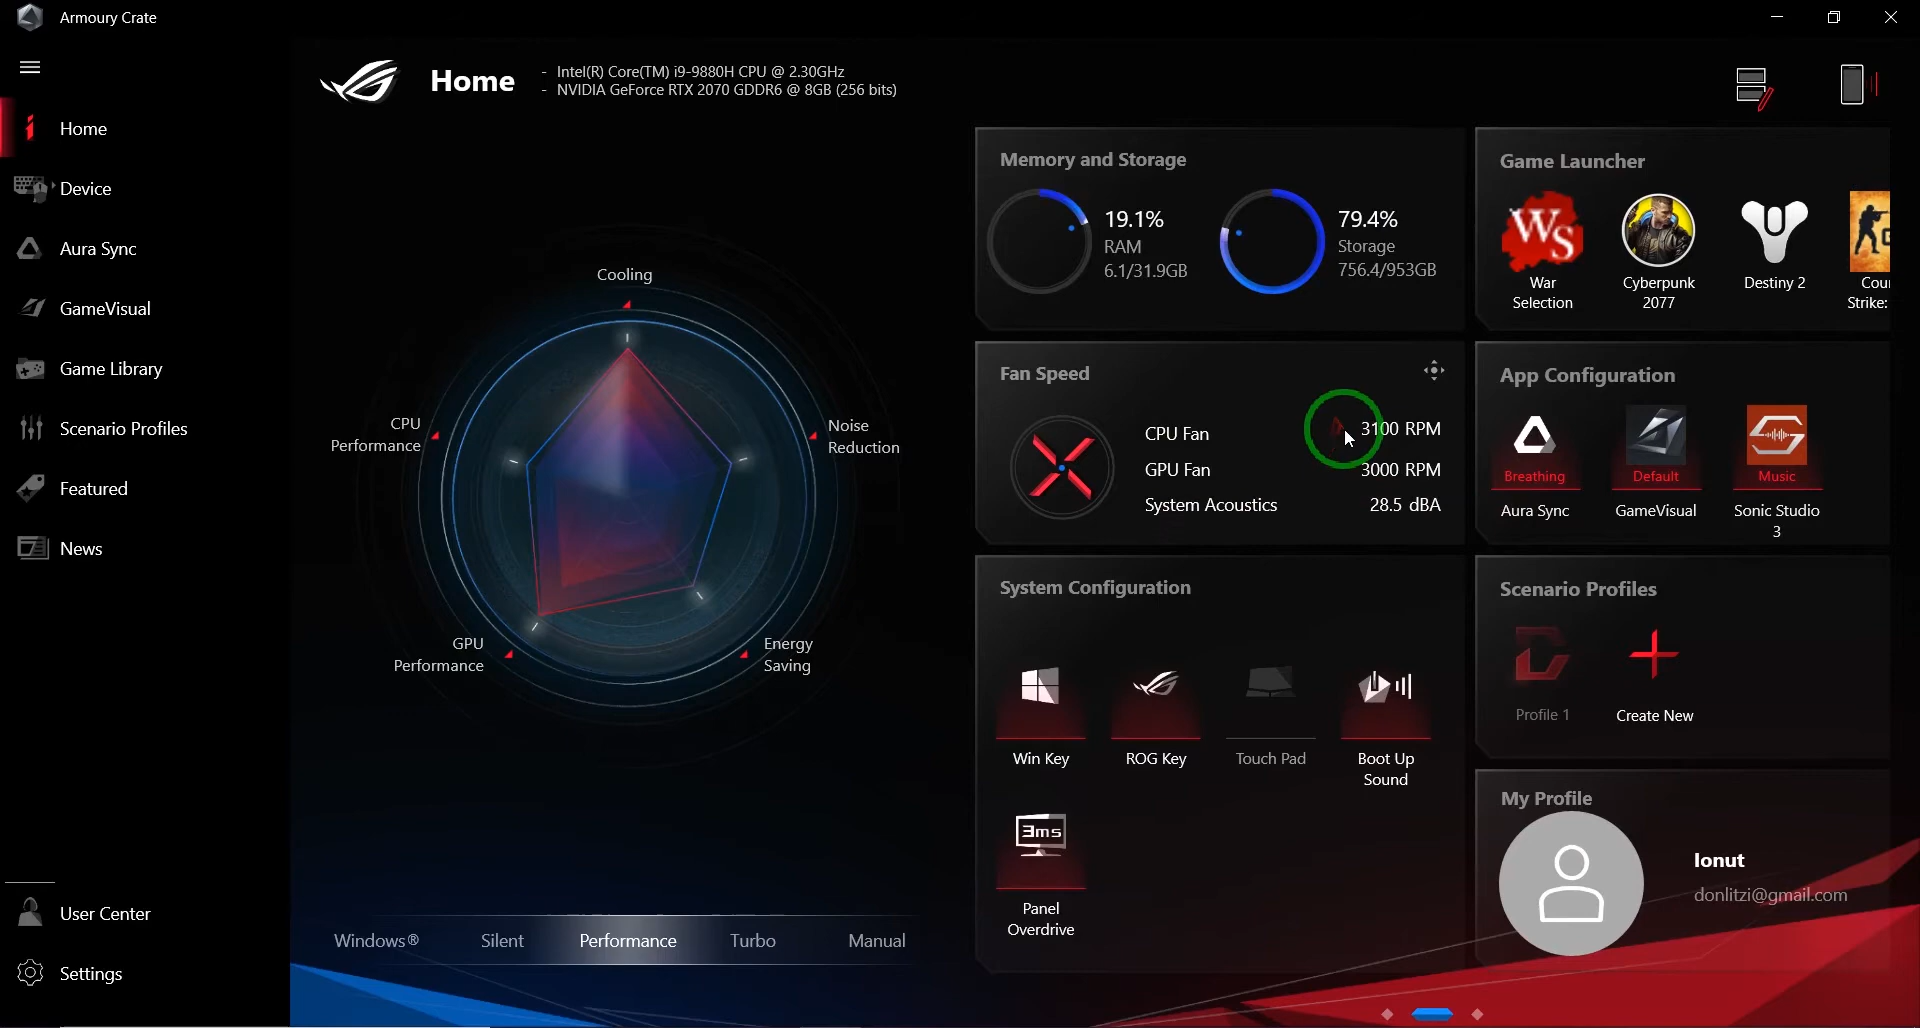 Armoury Crate
Home
Device
Aura Sync
GameVisual
Game Library
Scenario Profiles
Featured
News
User Center
Settings
Home
- Intel(R) Core(TM) i9-9880H CPU @ 2.30GHz
- NVIDIA GeForce RTX 2070 GDDR6 @ 8GB (256 bits)
Cooling
CPU
Performance
Noise
Reduction
GPU
Performance
Energy
Saving
Windows®
Silent
Performance
Turbo
Manual
Memory and Storage
19.1%
RAM
6.1/31.9GB
79.4%
Storage
756.4/953GB
Fan Speed
CPU Fan 3100 RPM
GPU Fan 3000 RPM
System Acoustics 28.5 dBA
System Configuration
Win Key
ROG Key
Touch Pad
Boot Up
Sound
3ms
Panel
Overdrive
Game Launcher
WS
War
Selection
Cyberpunk
2077
Destiny 2
Cou
Strike:
App Configuration
Breathing
Aura Sync
Default
GameVisual
Music
Sonic Studio
3
Scenario Profiles
Profile 1
Create New
My Profile
Ionut
donlitzi@gmail.com